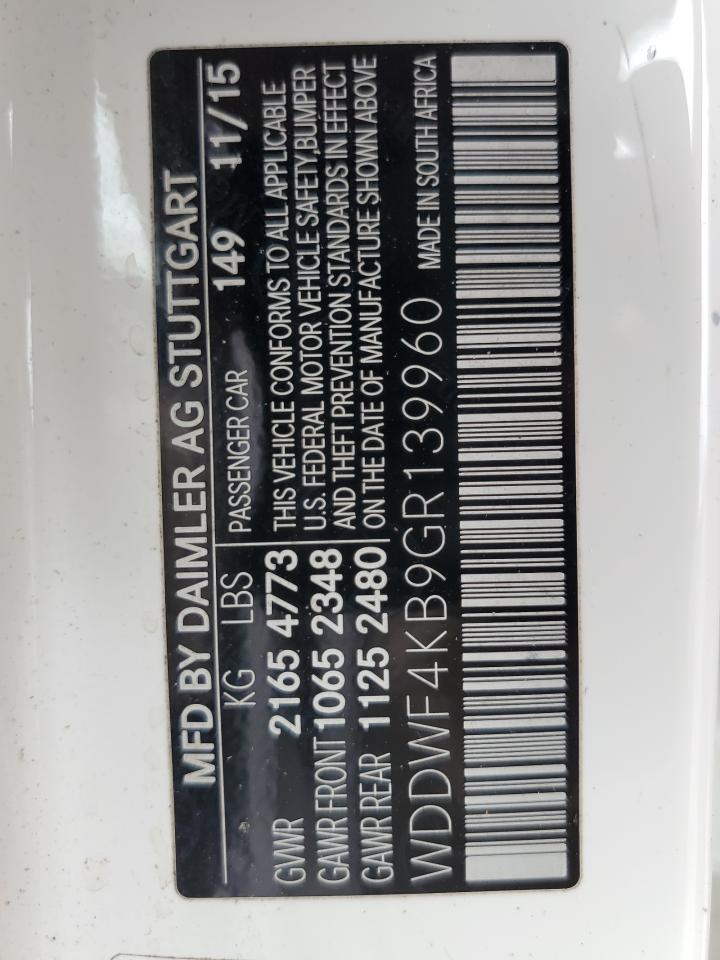 MFD BY DAIMLER AG STUTTGART
KG LBS PASSENGER CAR 149 11/15
GVWR 2165 4773 THIS VEHICLE CONFORMS TO ALL APPLICABLE
GAWR FRONT 1065 2348 U.S. FEDERAL MOTOR VEHICLE SAFETY,BUMPER
AND THEFT PREVENTION STANDARDS IN EFFECT
GAWR REAR 1125 2480 ON THE DATE OF MANUFACTURE SHOWN ABOVE
WDDWF4KB9GR139960 MADE IN SOUTH AFRICA